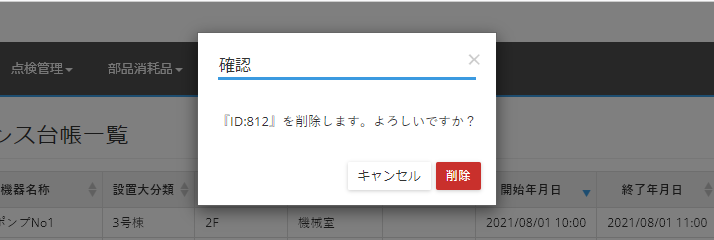 点検管理 部品消耗品
確認
×
『ID:812』を削除します。よろしいですか？
キャンセル 削除
シス台帳一覧
機器名称 設置大分類 開始年月日 終了年月日
ポンプNo1 3号棟 2F 機械室 2021/08/01 10:00 2021/08/01 11:00